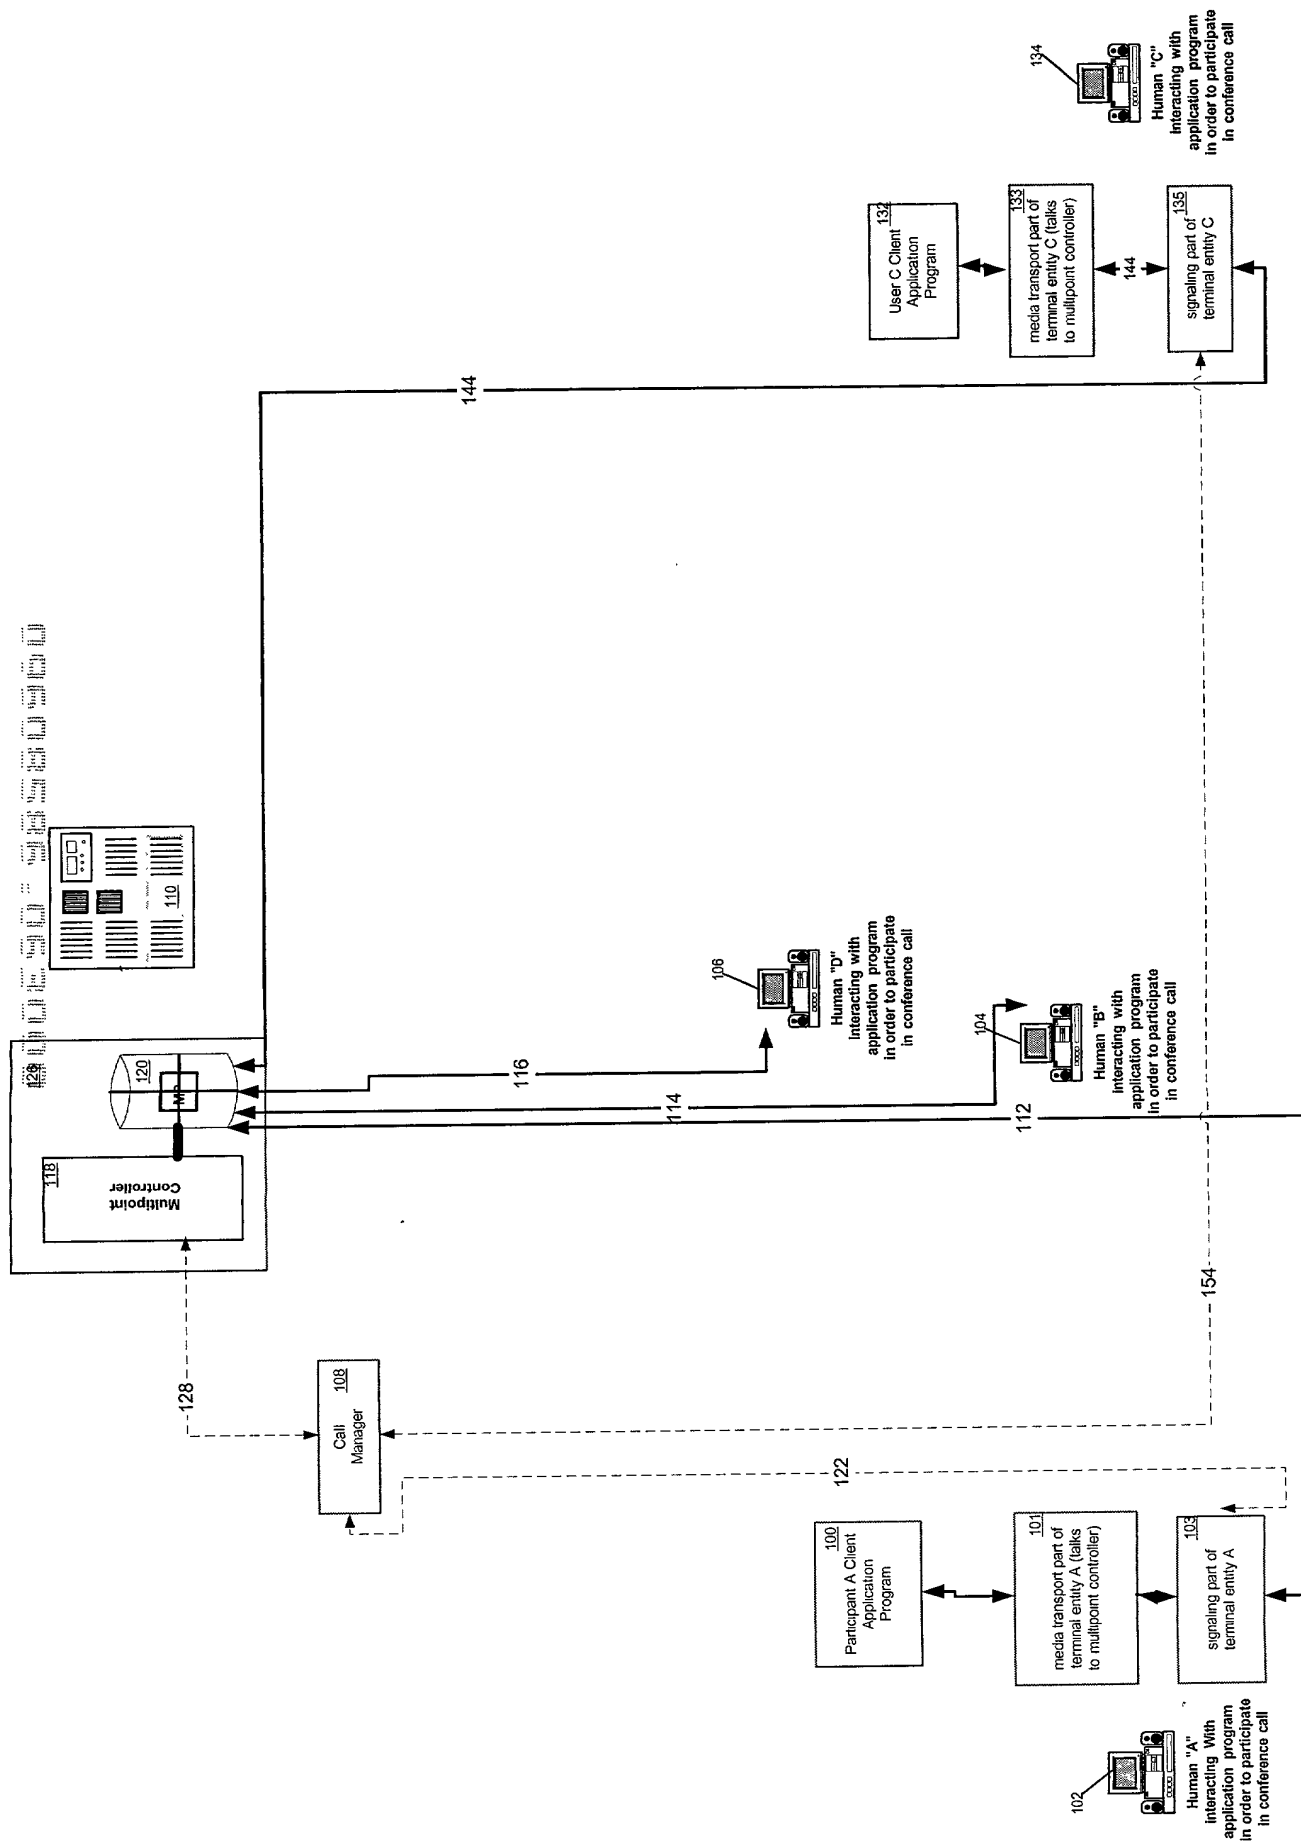 126
118
Multipoint
Controller
120
110
128
Call
Manager
108
144
116
114
112
122
154
106
Human "D"
Interacting with
application program
in order to participate
in conference call
104
Human "B"
interacting with
application program
in order to participate
in conference call
102
Human "A"
interacting With
application program
in order to participate
in conference call
100
Participant A Client
Application
Program
101
media transport part of
terminal entity A (talks
to multipoint controller)
103
signaling part of
terminal entity A
132
User C Client
Application
Program
133
media transport part of
terminal entity C (talks
to multipoint controller)
144
135
signaling part of
terminal entity C
134
Human "C"
Interacting with
application program
in order to participate
in conference call